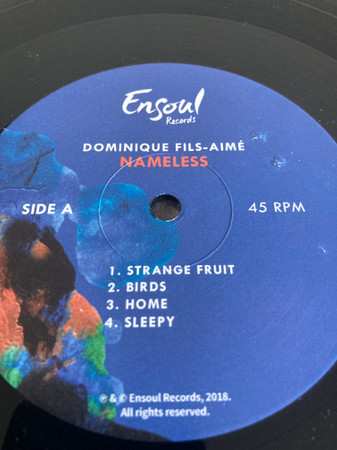 Ensoul
Records
DOMINIQUE FILS-AIMÉ
NAMELESS
SIDE A
45 RPM
1. STRANGE FRUIT
2. BIRDS
3. HOME
4. SLEEPY
℗ & © Ensoul Records, 2018.
All rights reserved.